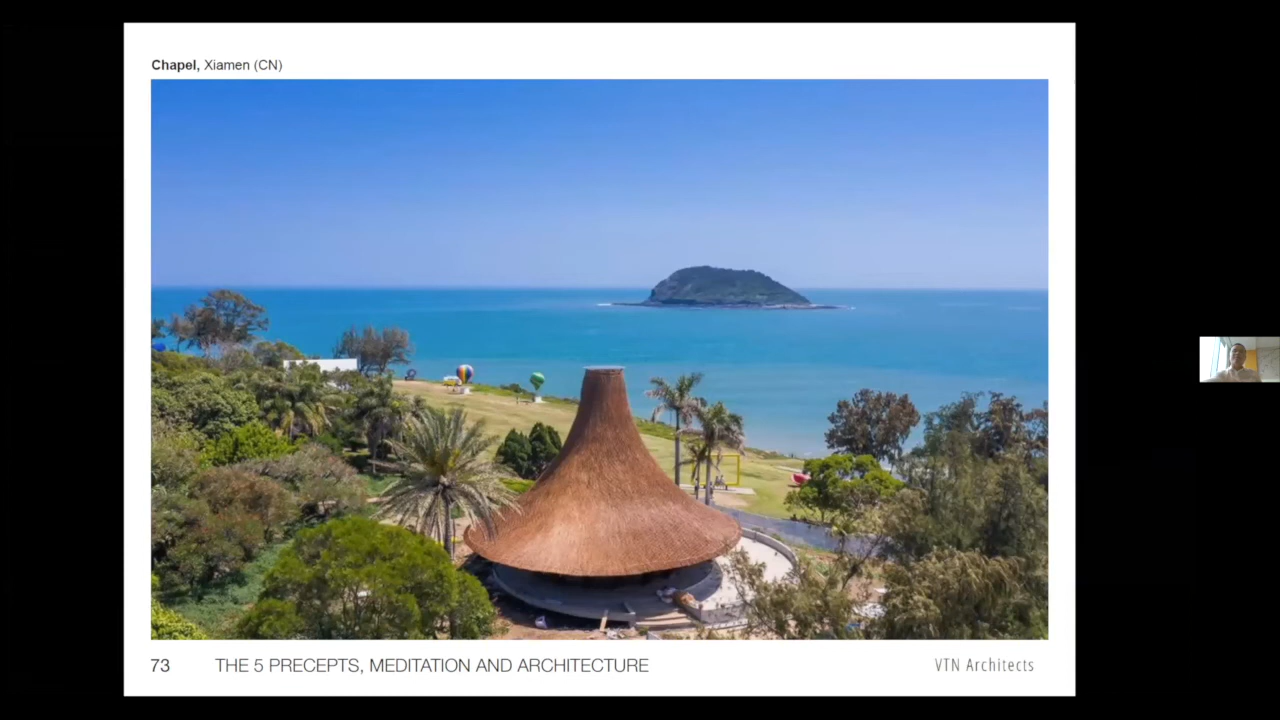 Chapel, Xiamen (CN)
73 THE 5 PRECEPTS, MEDITATION AND ARCHITECTURE VTN Architects